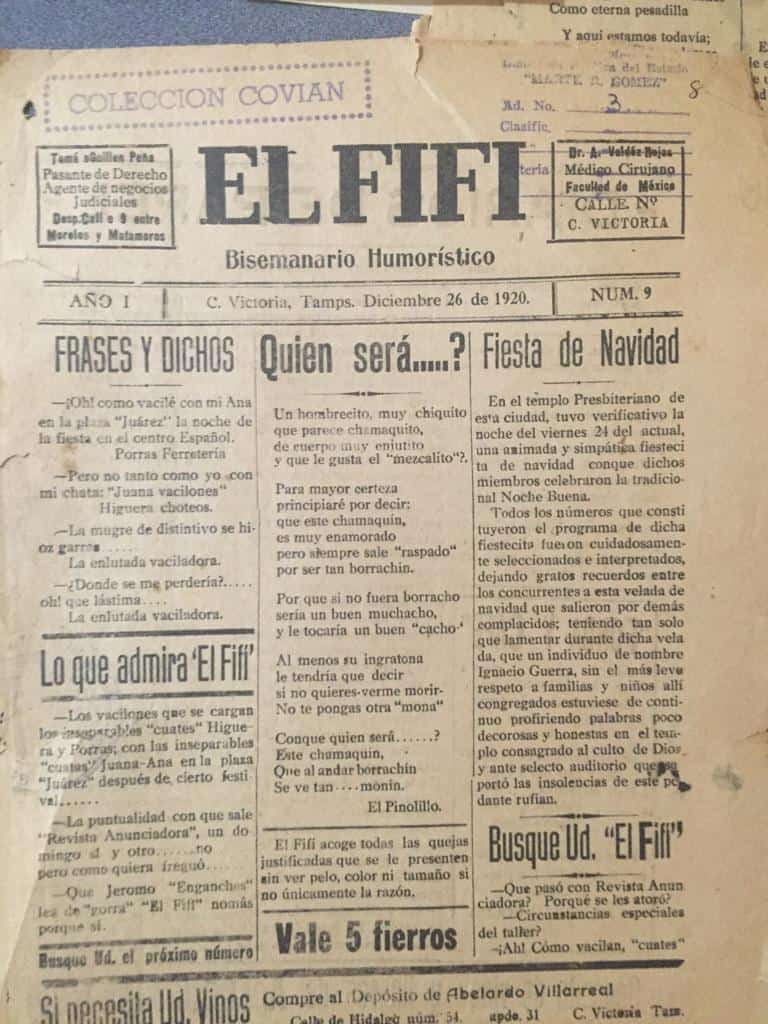 Como eterna pesadilla
Y aquí estamos todavía;
COLECCION COVIAN
del Estado
"MARTE R. GOMEZ"
Ad. No. 3
8
Clasific.
teria
Pasante de Derecho
Agente de negocios
Judiciales
Desp. Call e 9 entre
Morelos y Matamoros
EL FIFI
Dr. A. Valdéz Rojas
Médigo Cirujano
Facultad de México
CALLE. Nº
C. VICTORIA
Bisemanario Humorístico
AÑO I
C. Victoria, Tamps. Diciembre 26 de 1920.
NUM. 9
FRASES Y DICHOS
—¡Oh! como vacilé con mi Ana
en la plaza "Juárez" la noche de
la fiesta en el centro Español.
Porras Ferretería
—Pero no tanto como yo con
mi chata: "Juana vacilones"
Higuera choteos.
—La mugre de distintivo se hi-
oz garras.....
La enlutada vaciladora.
—¿Donde se me perdería?.....
oh! que lástima....
La enlutada vaciladora.
Lo que admira 'El Fifi'
—Los vacilones que se cargan
los inseparables "cuates" Higue-
ra y Porras; con las inseparables
"cuatas" Juana-Ana en la plaza
"Juárez" después de cierto festi-
val......
—La puntualidad con que sale
"Revista Anunciadora", un do
mingo sí y otro.......no
pero como quiera freguó....
—Que Jeromo "Enganches"
lea de "gorra" "El Fifi" nomás
porque sí.
Busque Ud. el próximo número
Quien será.....?
Un hombrecito, muy chiquito
que parece chamaquito,
de cuerpo muy enjutito
y que le gusta el "mezcalito"?.
Para mayor certeza
principiaré por decir:
que este chamaquín,
es muy enamorado
pero siempre sale "raspado"
por ser tan borrachin.
Por que si no fuera borracho
sería un buen muchacho,
y le tocaría un buen "cacho-'
Al menos su ingratona
le tendría que decir
si no quieres-verme morir-
No te pongas otra "mona"
Conque quien será......?
Este chamaquin,
Que al andar borrachín
Se ve tan....monin.
El Pinolillo.
El Fifí acoge todas las quejas
justificadas que se le presenten
sin ver pelo, color ni tamaño si
no únicamente la razón.
Vale 5 fierros
Fiesta de Navidad
En el templo Presbiteriano de
esta ciudad, tuvo verificativo la
noche del viernes 24 del actual,
una animada y simpática fiesteci
ta de navidad conque dichos
miembros celebraron la tradicio
nal Noche Buena.
Todos los números que consti
tuyeron el programa de dicha
fiestecita fueron cuidadosamen-
te seleccionados e interpretados,
dejando gratos recuerdos entre
los concurrentes a esta velada de
navidad que salieron por demás
complacidos; teniendo tan solo
que lamentar durante dicha vela
da, que un individuo de nombre
Ignacio Guerra, sin el más leve
respeto a familias y niños allí
congregados estuviese de conti-
nuo profiriendo palabras poco
decorosas y honestas en el tem-
plo consagrado al culto de Dios
y ante selecto auditorio que so
portó las insolencias de este pe
dante rufian.
Busque Ud. "El Fifi"
—Que pasó con Revista Anun
ciadora? Porqué se les atoró?
—Circunstancias especiales
del taller?
—¡Ah! Cómo vacilan, "cuates"
Si necesita Ud. Vinos
Compre al Depósito de Abelardo Villarreal
Calle de Hidalgo núm. 54. apdo. 31 C. Victoria Tam.